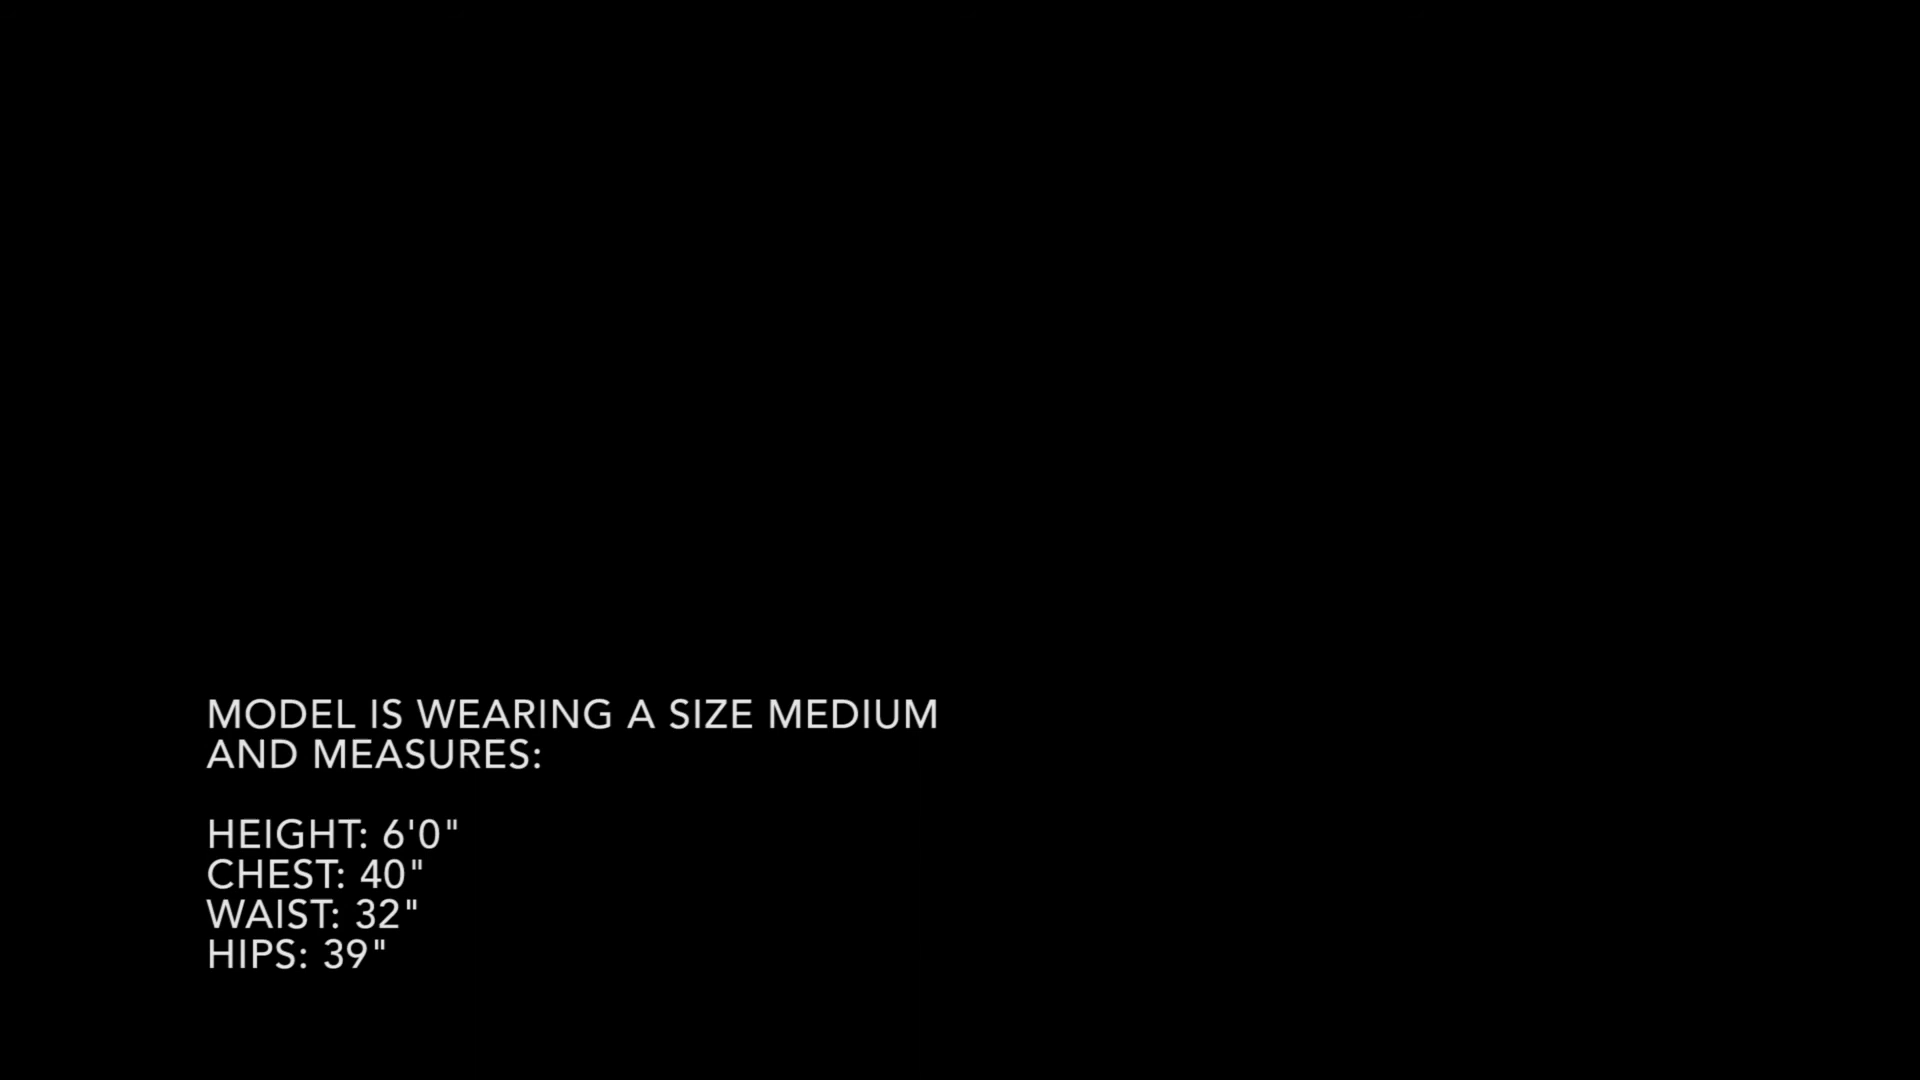 MODEL IS WEARING A SIZE MEDIUM
AND MEASURES:
HEIGHT: 6'0"
CHEST: 40"
WAIST: 32"
HIPS: 39"